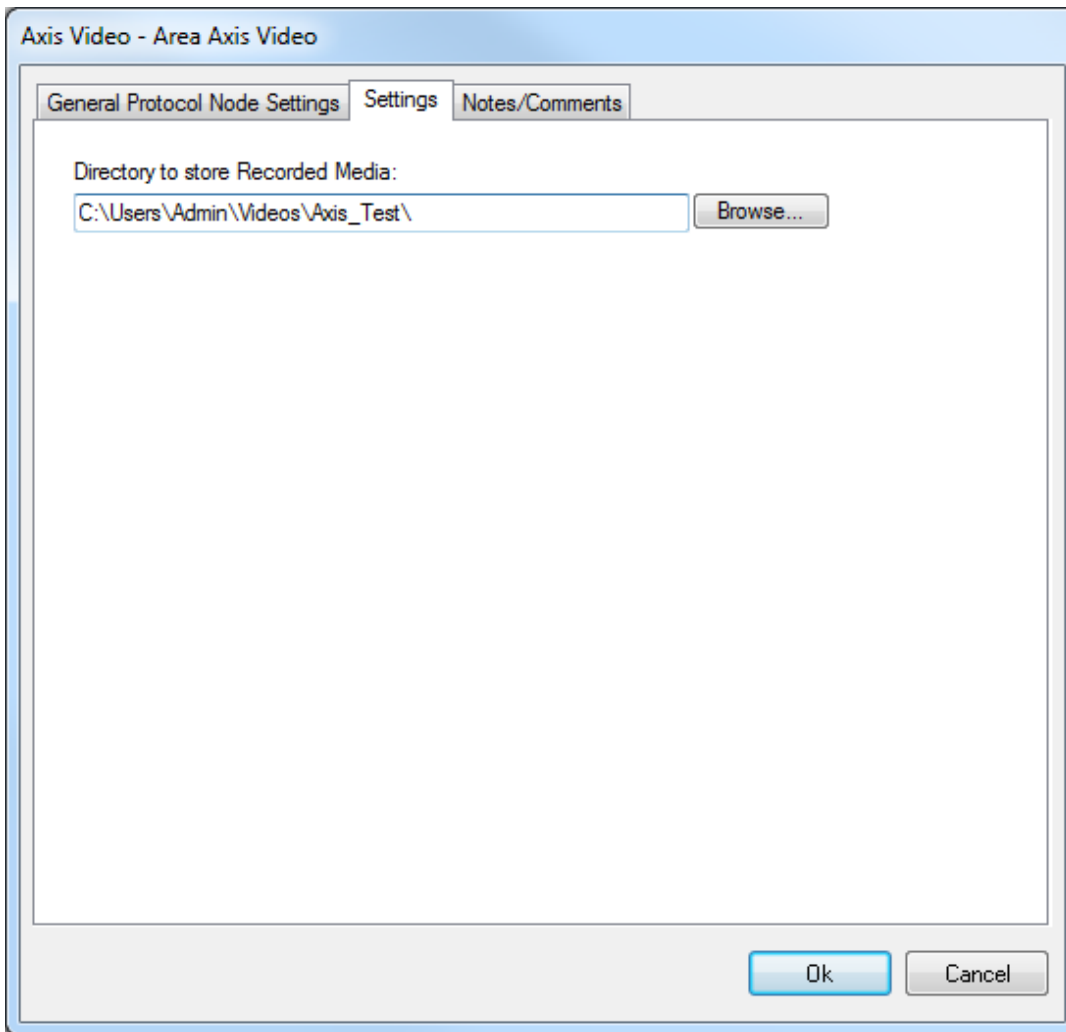 Axis Video - Area Axis Video
General Protocol Node Settings Settings Notes/Comments
Directory to store Recorded Media:
C:\Users\Admin\Videos\Axis_Test\ Browse...
Ok Cancel